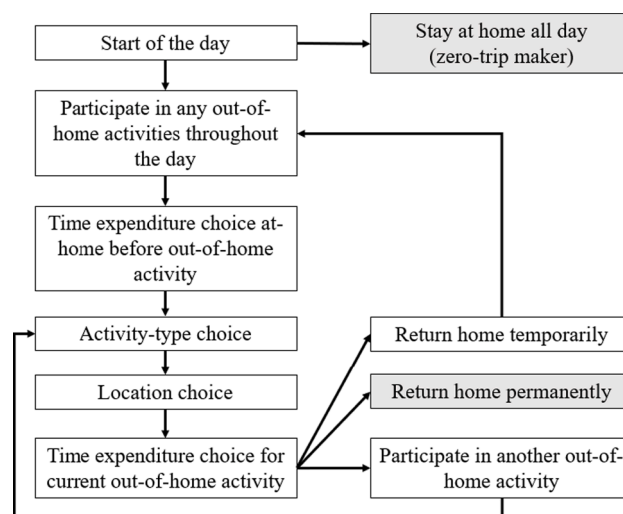 Start of the day
Stay at home all day
(zero-trip maker)
Participate in any out-of-
home activities throughout
the day
Time expenditure choice at-
home before out-of-home
activity
Activity-type choice
Return home temporarily
Location choice
Return home permanently
Time expenditure choice for
current out-of-home activity
Participate in another out-of-
home activity